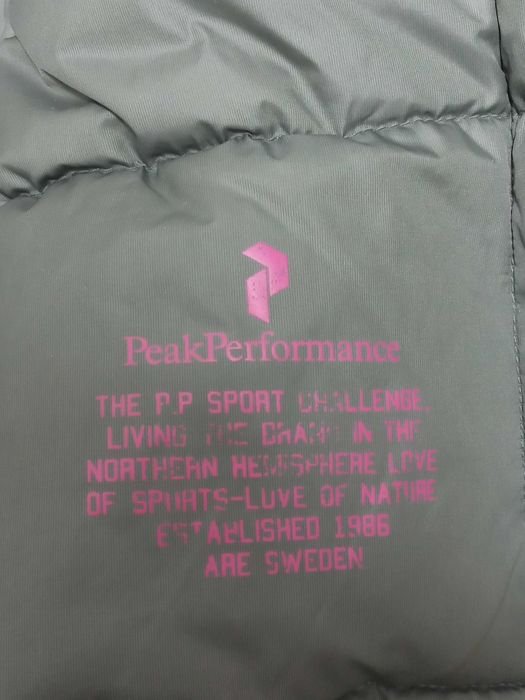 PeakPerformance
THE P.P SPORT CHALLENGE.
LIVING THE IN THE
NORTHERN HEMISPHERE LOVE
OF SPORTS-LOVE OF NATURE
ESTABLISHED 1986
ARE SWEDEN